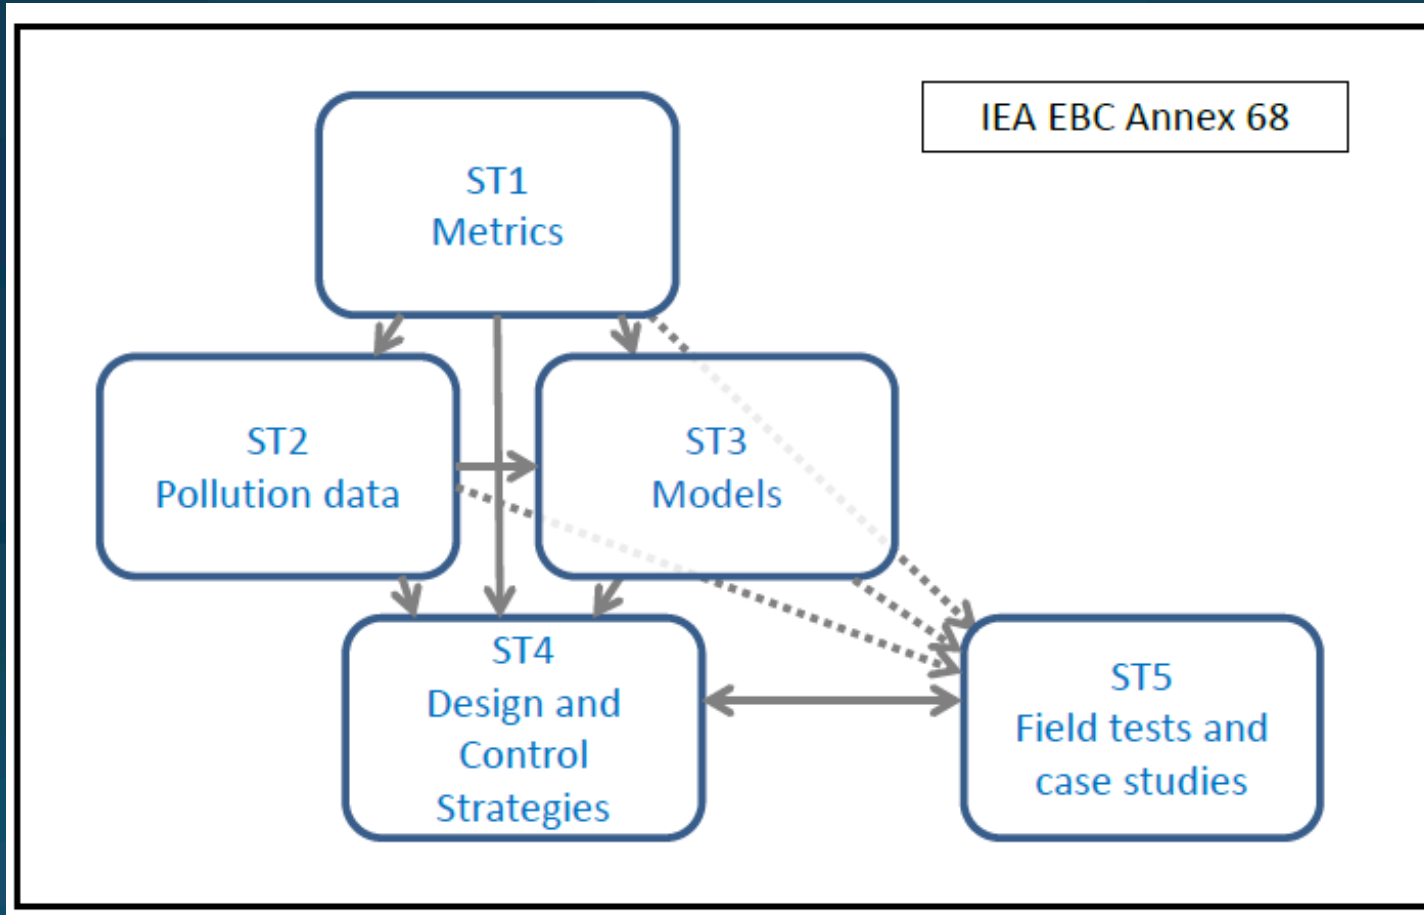 IEA EBC Annex 68
ST1
Metrics
ST2
Pollution data
ST3
Models
ST4
Design and
Control
Strategies
ST5
Field tests and
case studies